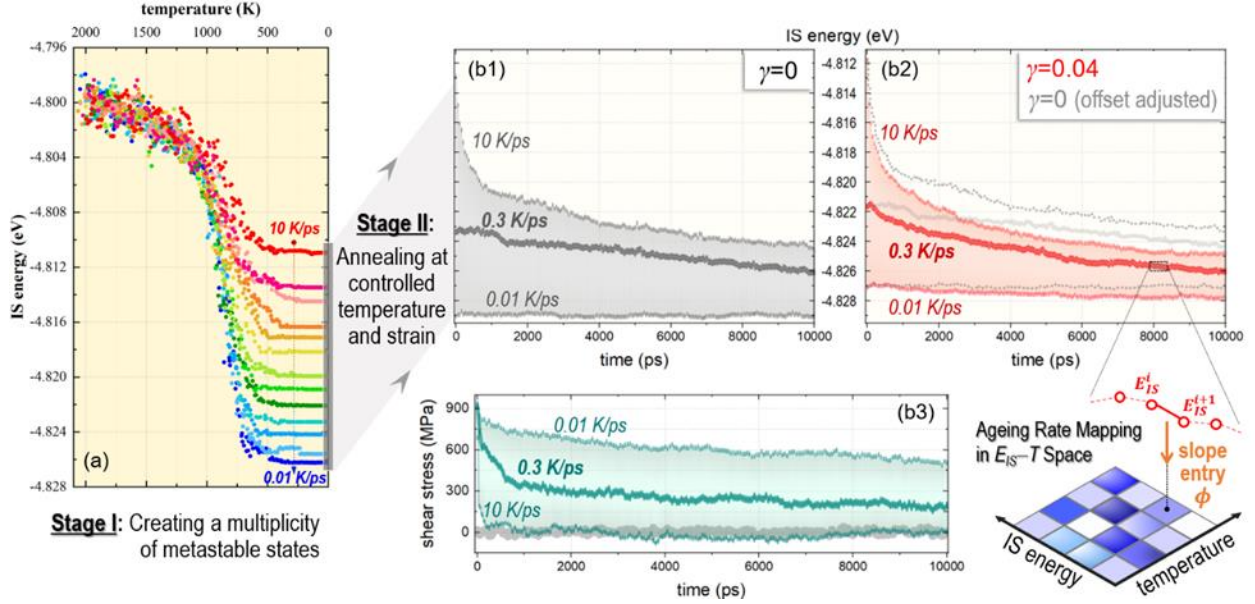 temperature (K)
2000 1500 1000 500 0
IS energy (eV)
-4.796
-4.800
-4.804
-4.808
-4.812
-4.816
-4.820
-4.824
-4.828
10 K/ps
0.01 K/ps
(a)
Stage I: Creating a multiplicity
of metastable states
Stage II:
Annealing at
controlled
temperature
and strain
IS energy (eV)
(b1)
γ=0
10 K/ps
0.3 K/ps
0.01 K/ps
0 2000 4000 6000 8000 10000
time (ps)
-4.812
-4.814
-4.816
-4.818
-4.820
-4.822
-4.824
-4.826
-4.828
(b2)
γ=0.04
γ=0 (offset adjusted)
10 K/ps
0.3 K/ps
0.01 K/ps
0 2000 4000 6000 8000 10000
time (ps)
(b3)
shear stress (MPa)
900
600
300
0
0.01 K/ps
0.3 K/ps
10 K/ps
0 2000 4000 6000 8000 10000
time (ps)
E_IS^i
E_IS^i+1
Ageing Rate Mapping
in E_IS–T Space
slope
entry
ϕ
IS energy
temperature